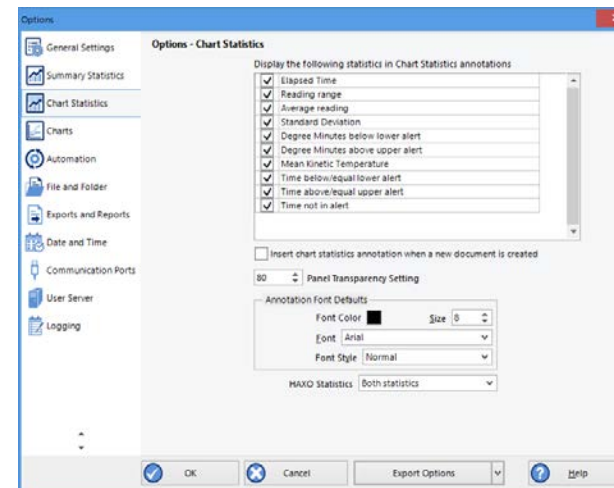 Options
General Settings
Summary Statistics
Chart Statistics
Charts
Automation
File and Folder
Exports and Reports
Date and Time
Communication Ports
User Server
Logging
Options - Chart Statistics
Display the following statistics in Chart Statistics annotations
Elapsed Time
Reading range
Average reading
Standard Deviation
Degree Minutes below lower alert
Degree Minutes above upper alert
Mean Kinetic Temperature
Time below/equal lower alert
Time above/equal upper alert
Time not in alert
Insert chart statistics annotation when a new document is created
80 Panel Transparency Setting
Annotation Font Defaults
Font Color Size 8
Font Arial
Font Style Normal
HAXO Statistics Both statistics
OK Cancel Export Options Help